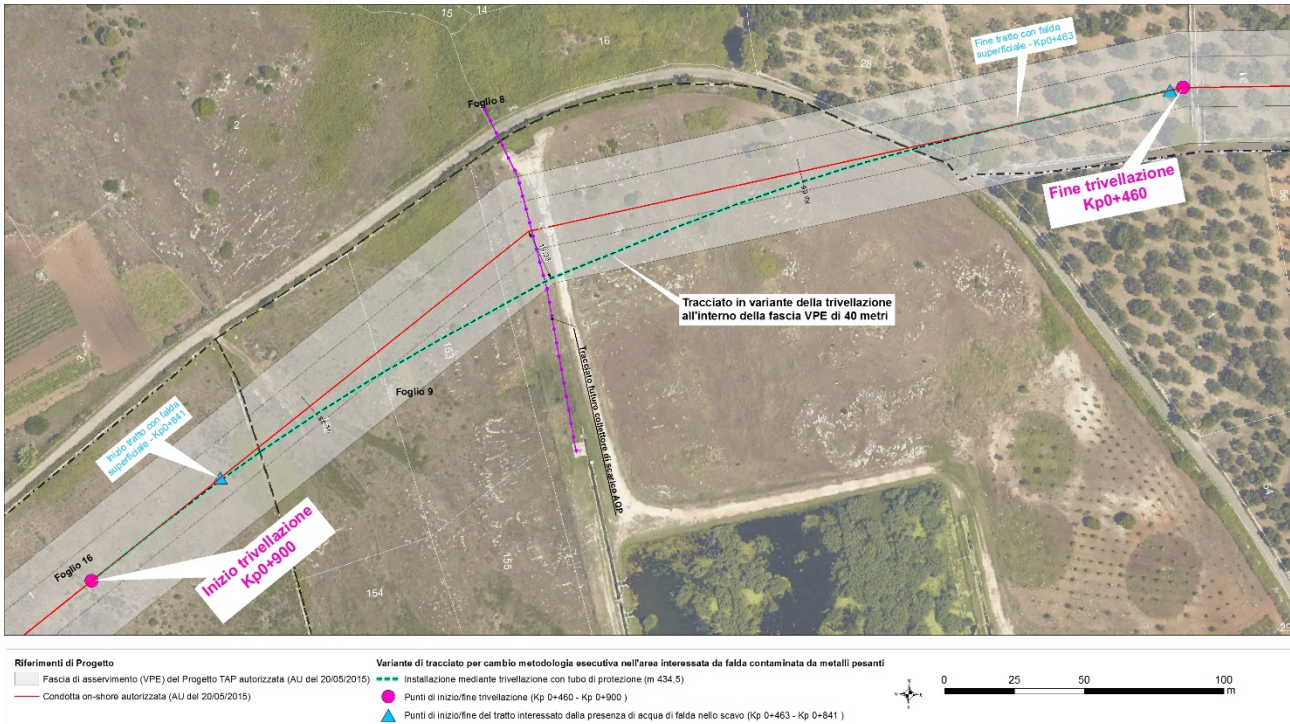 15
14
16
2
28
31
Fine tratto con falda
superficiale - Kp0+463
Foglio 8
Fine trivellazione
Kp0+460
56
Tracciato in variante della trivellazione
all'interno della fascia VPE di 40 metri
3
153
Foglio 9
Tracciato futuro collettore di scarico AQP
Inizio tratto con falda
superficiale - Kp0+841
Inizio trivellazione
Kp0+900
Foglio 16
1
154
155
54
29
Riferimenti di Progetto
Fascia di asservimento (VPE) del Progetto TAP autorizzata (AU del 20/05/2015)
Condotta on-shore autorizzata (AU del 20/05/2015)
Variante di tracciato per cambio metodologia esecutiva nell'area interessata da falda contaminata da metalli pesanti
Installazione mediante trivellazione con tubo di protezione (m 434,5)
Punti di inizio/fine trivellazione (Kp 0+460 - Kp 0+900 )
Punti di inizio/fine del tratto interessato dalla presenza di acqua di falda nello scavo (Kp 0+463 - Kp 0+841 )
0 25 50 100
m